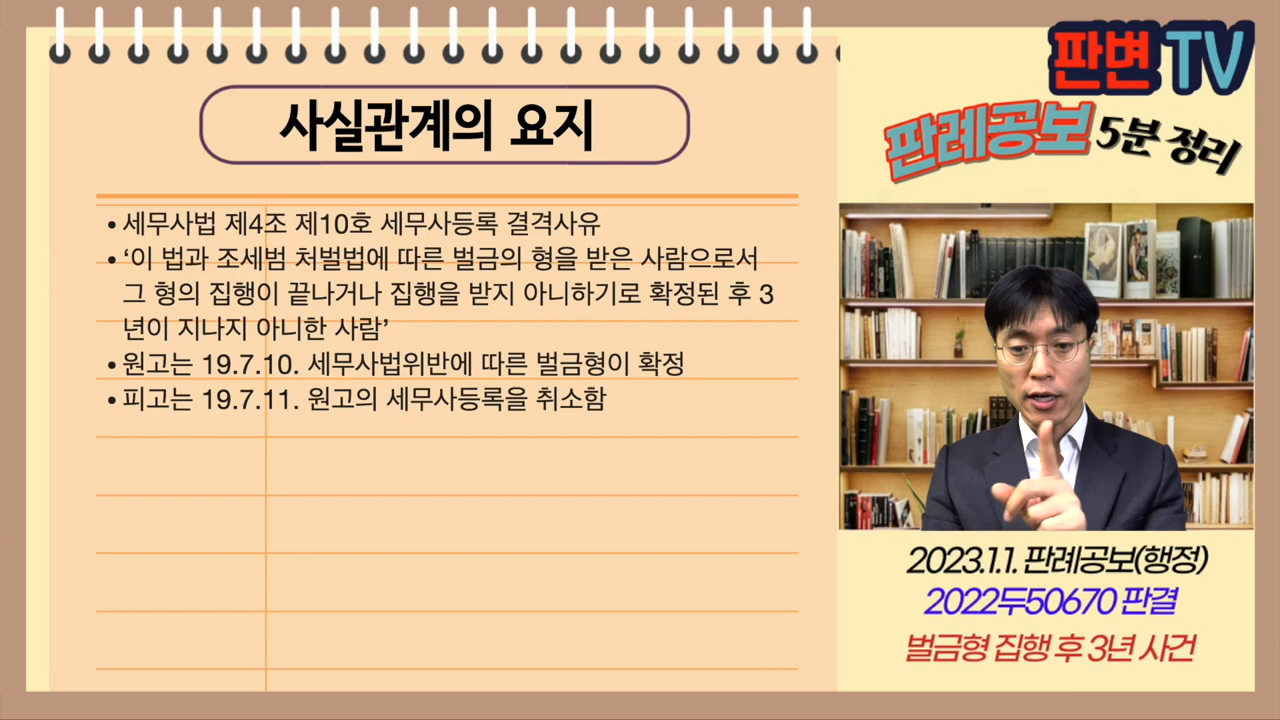 사실관계의 요지
• 세무사법 제4조 제10호 세무사등록 결격사유
• ‘이 법과 조세범 처벌법에 따른 벌금의 형을 받은 사람으로서
그 형의 집행이 끝나거나 집행을 받지 아니하기로 확정된 후 3
년이 지나지 아니한 사람’
• 원고는 19.7.10. 세무사법위반에 따른 벌금형이 확정
• 피고는 19.7.11. 원고의 세무사등록을 취소함
판변 TV
판례공보 5분 정리
2023.1.1. 판례공보(행정)
2022두50670 판결
벌금형 집행 후 3년 사건